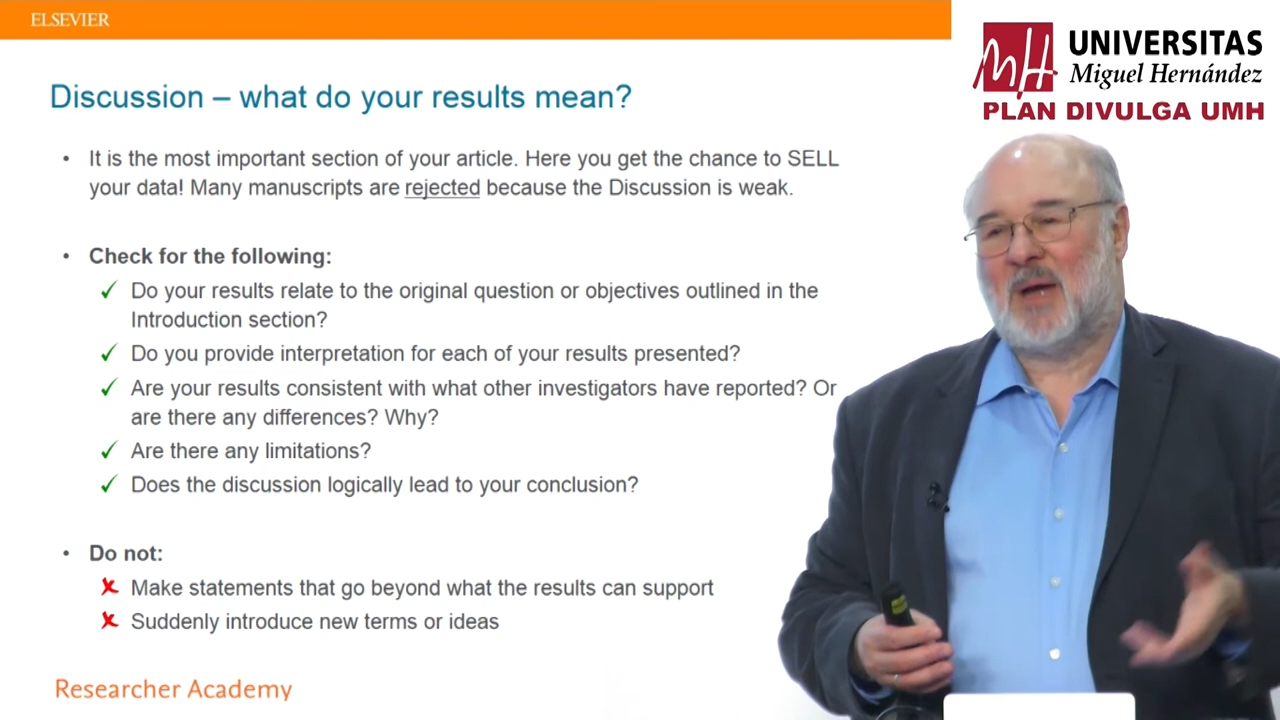 ELSEVIER
UNIVERSITAS
Miguel Hernández
PLAN DIVULGA UMH
Discussion – what do your results mean?
• It is the most important section of your article. Here you get the chance to SELL
your data! Many manuscripts are rejected because the Discussion is weak.
• Check for the following:
✓ Do your results relate to the original question or objectives outlined in the
Introduction section?
✓ Do you provide interpretation for each of your results presented?
✓ Are your results consistent with what other investigators have reported? Or
are there any differences? Why?
✓ Are there any limitations?
✓ Does the discussion logically lead to your conclusion?
• Do not:
✗ Make statements that go beyond what the results can support
✗ Suddenly introduce new terms or ideas
Researcher Academy